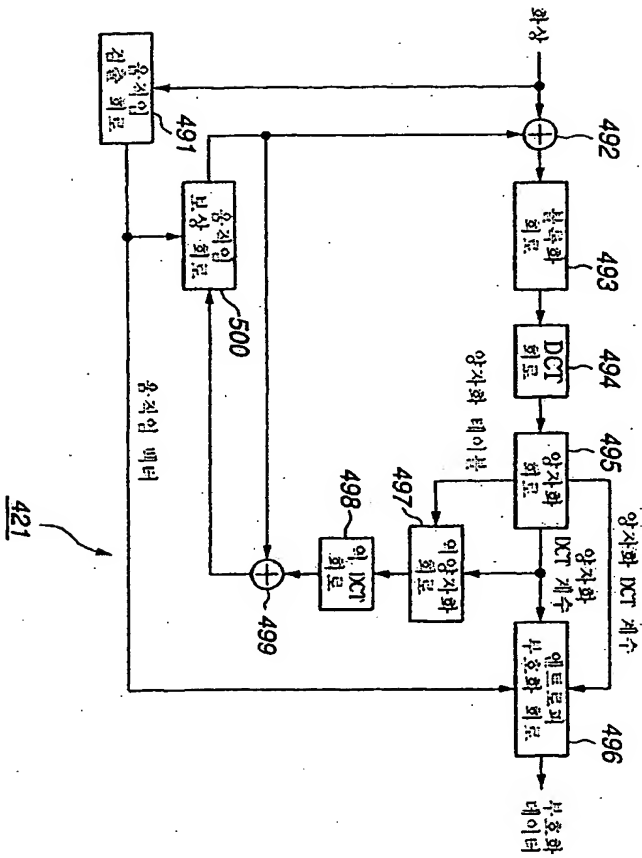 화상
492
블록화
회로
493
DCT
회로
494
양자화
회로
495
양자화 DCT 계수
양자화
DCT 계수
엔트로피
부호화 회로
496
부호화
데이터
양자화 테이블
역양자화
회로
497
역 DCT
회로
498
499
움직임
보상 회로
500
움직임
검출 회로
491
움직임 벡터
421